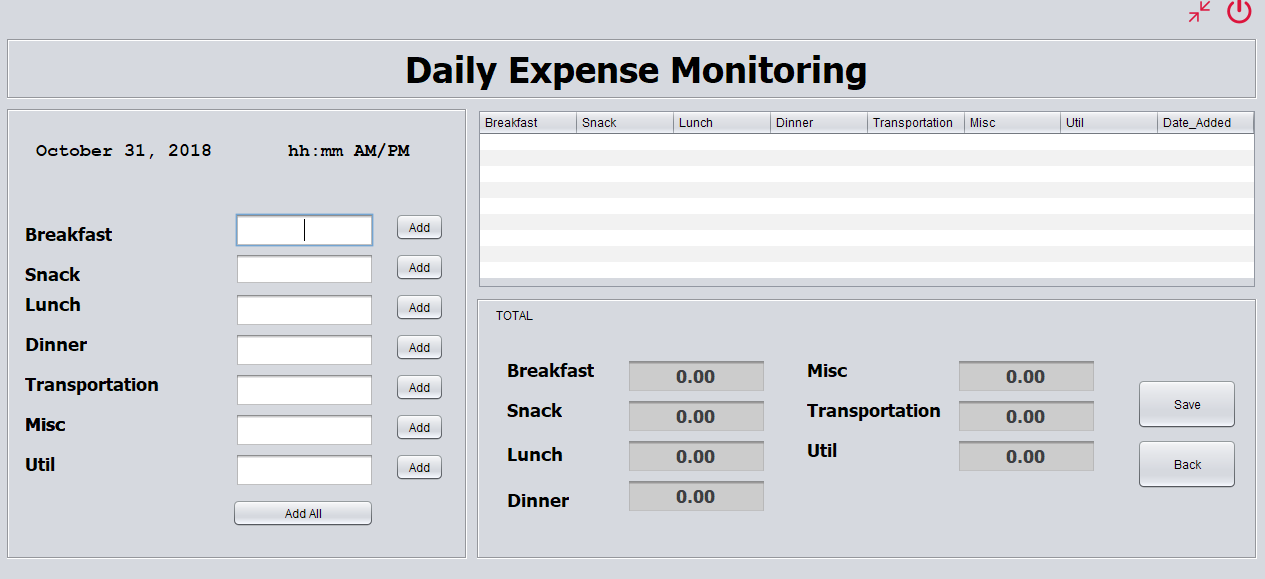 Daily Expense Monitoring
October 31, 2018 hh:mm AM/PM
Breakfast Add
Snack Add
Lunch Add
Dinner Add
Transportation Add
Misc Add
Util Add
Add All
Breakfast Snack Lunch Dinner Transportation Misc Util Date_Added
TOTAL
Breakfast 0.00 Misc 0.00
Snack 0.00 Transportation 0.00
Lunch 0.00 Util 0.00
Dinner 0.00
Save
Back